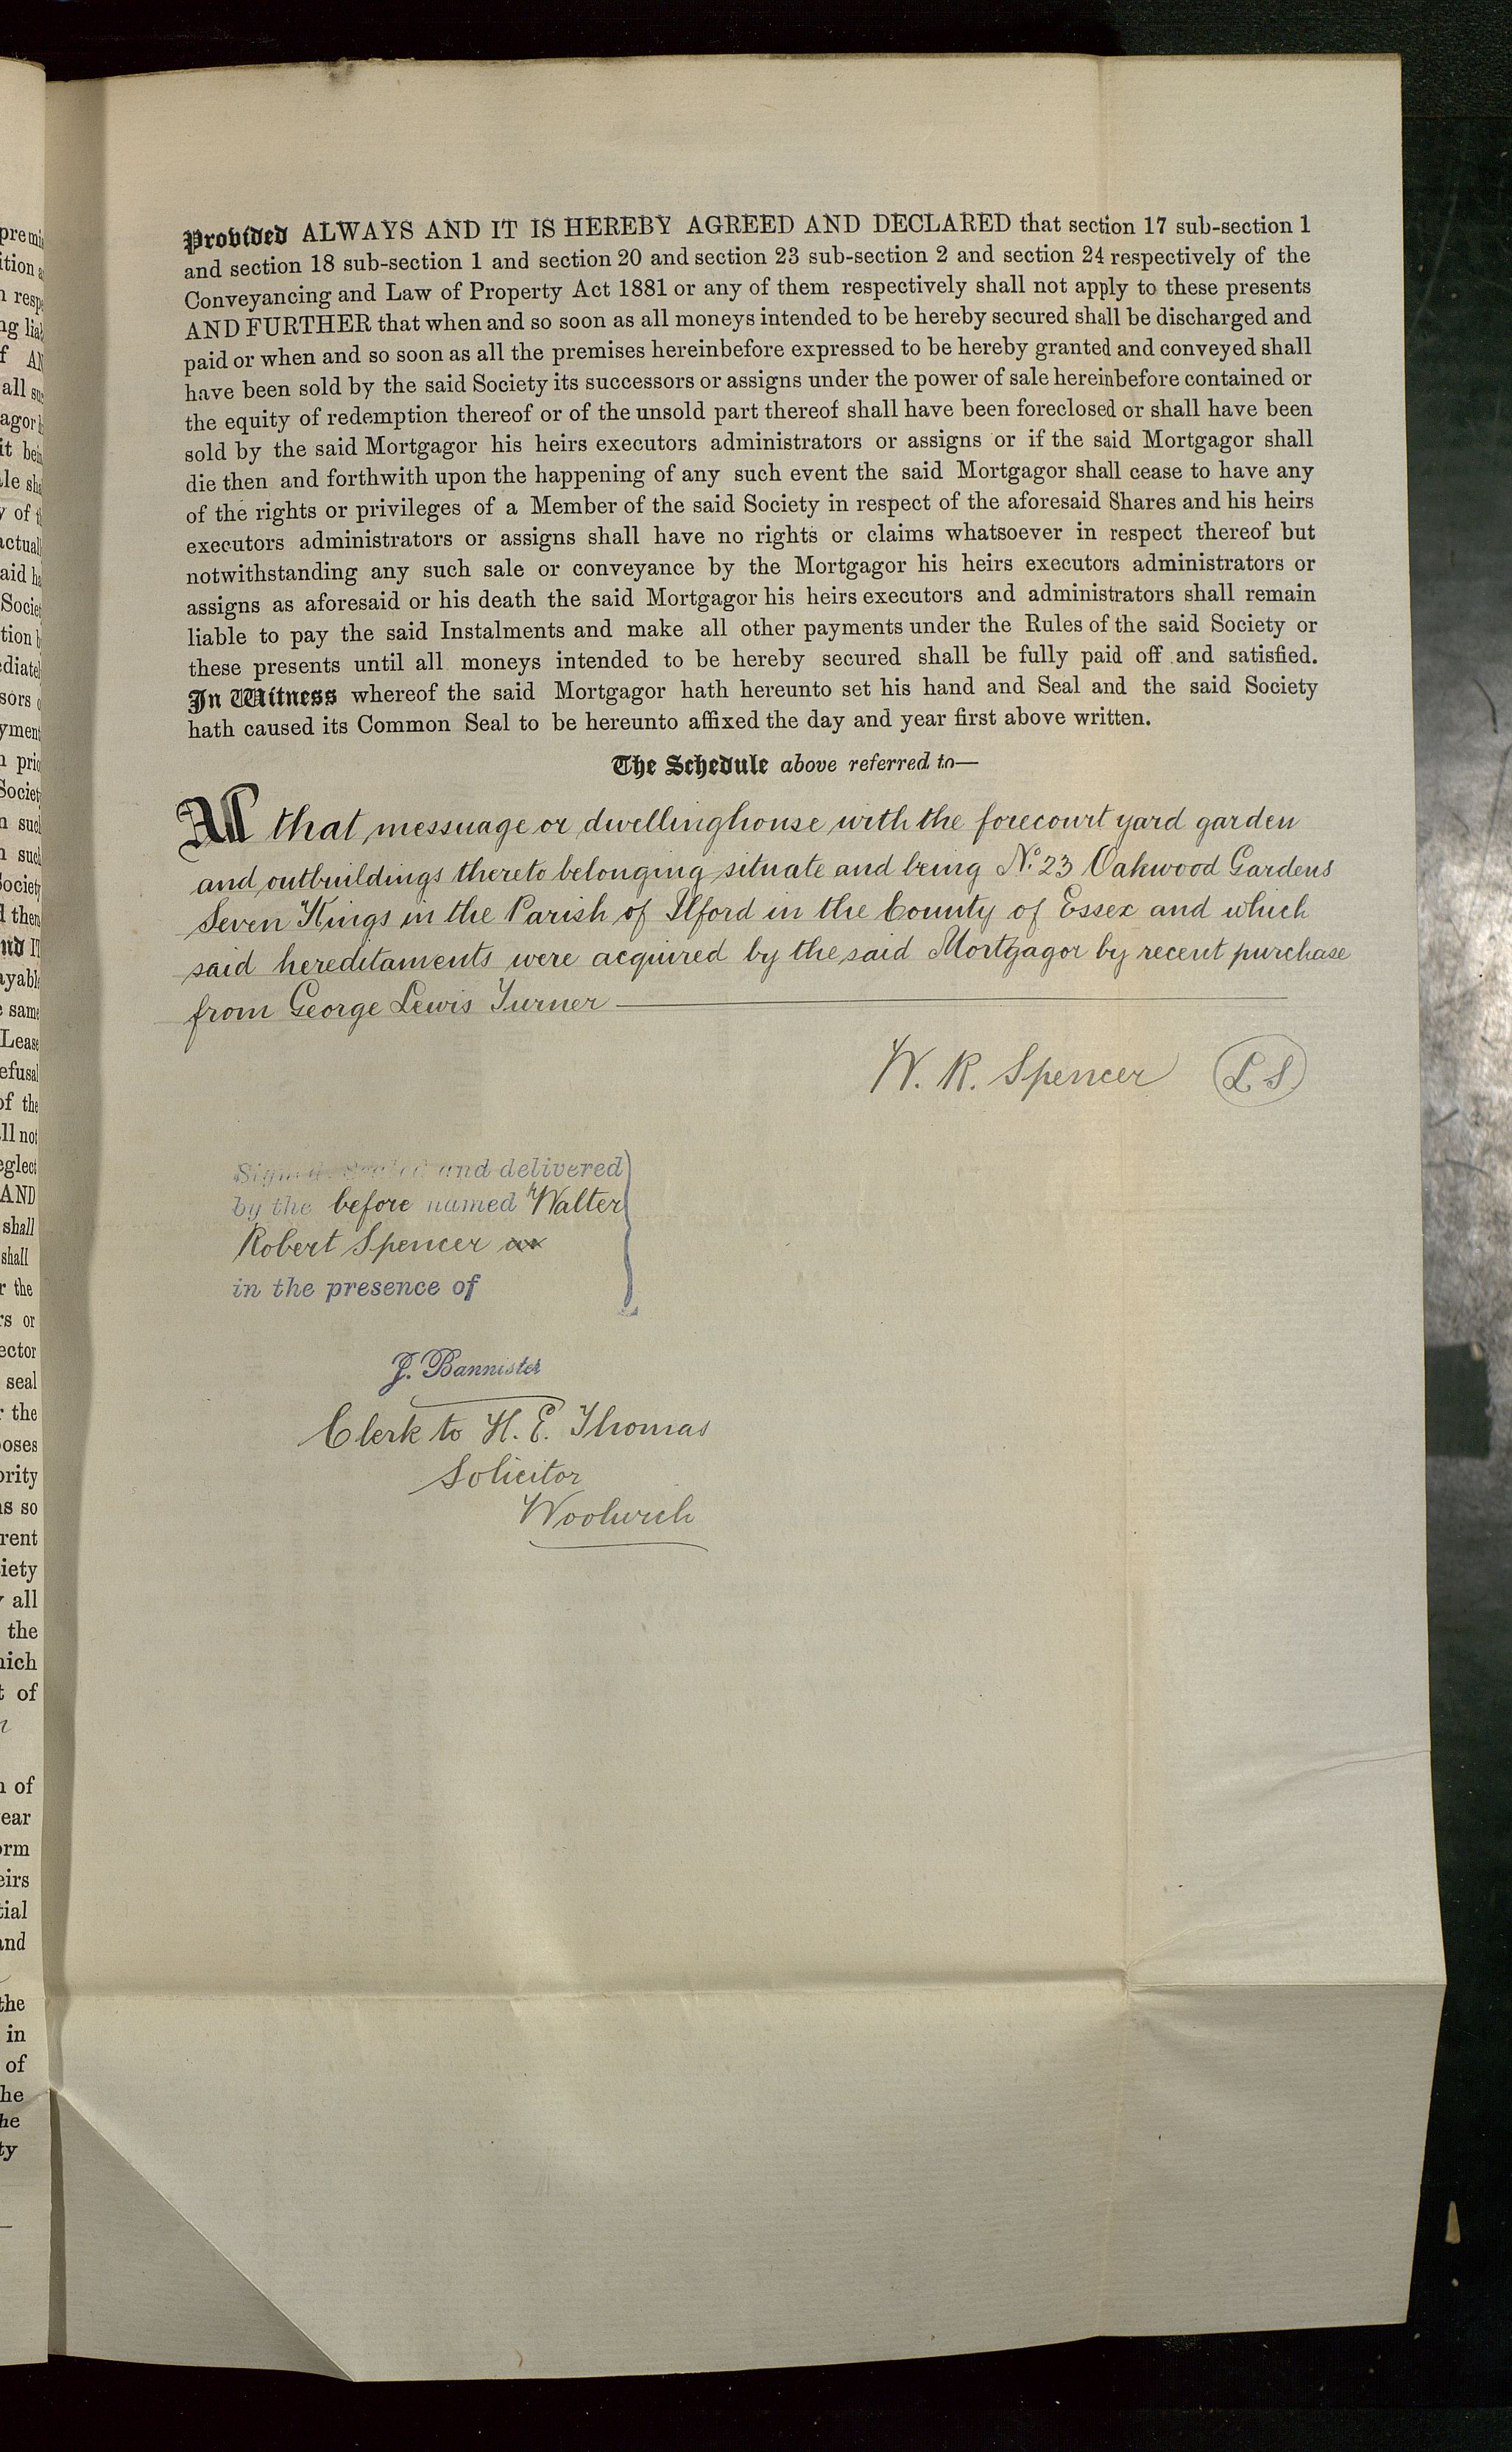 Provided ALWAYS AND IT IS HEREBY AGREED AND DECLARED that section 17 sub-section 1
and section 18 sub-section 1 and section 20 and section 23 sub-section 2 and section 24 respectively of the
Conveyancing and Law of Property Act 1881 or any of them respectively shall not apply to these presents
AND FURTHER that when and so soon as all moneys intended to be hereby secured shall be discharged and
paid or when and so soon as all the premises hereinbefore expressed to be hereby granted and conveyed shall
have been sold by the said Society its successors or assigns under the power of sale hereinbefore contained or
the equity of redemption thereof or of the unsold part thereof shall have been foreclosed or shall have been
sold by the said Mortgagor his heirs executors administrators or assigns or if the said Mortgagor shall
die then and forthwith upon the happening of any such event the said Mortgagor shall cease to have any
of the rights or privileges of a Member of the said Society in respect of the aforesaid Shares and his heirs
executors administrators or assigns shall have no rights or claims whatsoever in respect thereof but
notwithstanding any such sale or conveyance by the Mortgagor his heirs executors administrators or
assigns as aforesaid or his death the said Mortgagor his heirs executors and administrators shall remain
liable to pay the said Instalments and make all other payments under the Rules of the said Society or
these presents until all moneys intended to be hereby secured shall be fully paid off and satisfied.
In Witness whereof the said Mortgagor hath hereunto set his hand and Seal and the said Society
hath caused its Common Seal to be hereunto affixed the day and year first above written.
The Schedule above referred to—
All that messuage or dwellinghouse with the forecourt yard garden
and outbuildings thereto belonging situate and being No. 23 Oakwood Gardens
Seven Kings in the Parish of Ilford in the County of Essex and which
said hereditaments were acquired by the said Mortgagor by recent purchase
from George Lewis Turner
W. R. Spencer L S
Signed Sealed and delivered
by the before named Walter
Robert Spencer
in the presence of
J. Bannister
Clerk to H. E. Thomas
Solicitor
Woolwich